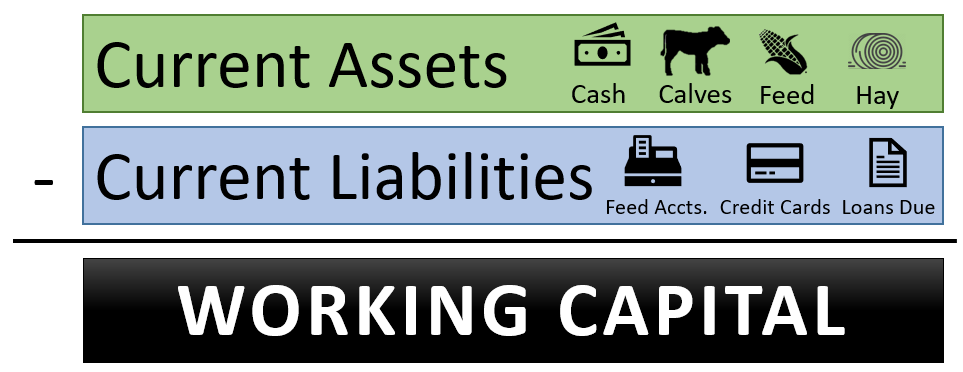 Current Assets
Cash Calves Feed Hay
- Current Liabilities
Feed Accts. Credit Cards Loans Due
WORKING CAPITAL